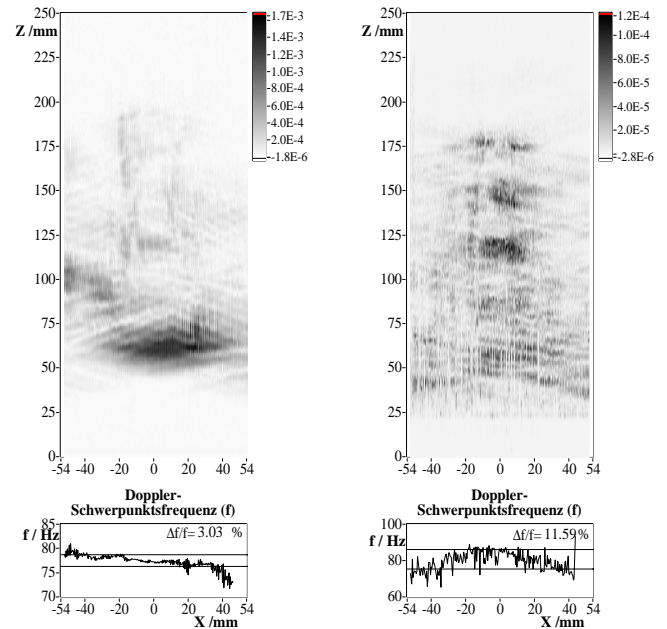 250
Z /mm
225
200
175
150
125
100
75
50
25
0
-54 -40 -20 0 20 40 54
1.7E-3
1.4E-3
1.2E-3
1.0E-3
8.0E-4
6.0E-4
4.0E-4
2.0E-4
-1.8E-6
Doppler-
Schwerpunktsfrequenz (f)
85
f / Hz
80
75
70
Δf/f= 3.03 %
-54 -40 -20 0 20 40 54
X /mm
250
Z /mm
225
200
175
150
125
100
75
50
25
0
-54 -40 -20 0 20 40 54
1.2E-4
1.0E-4
8.0E-5
6.0E-5
4.0E-5
2.0E-5
-2.8E-6
Doppler-
Schwerpunktsfrequenz (f)
100
f / Hz
80
60
Δf/f= 11.59%
-54 -40 -20 0 20 40 54
X /mm